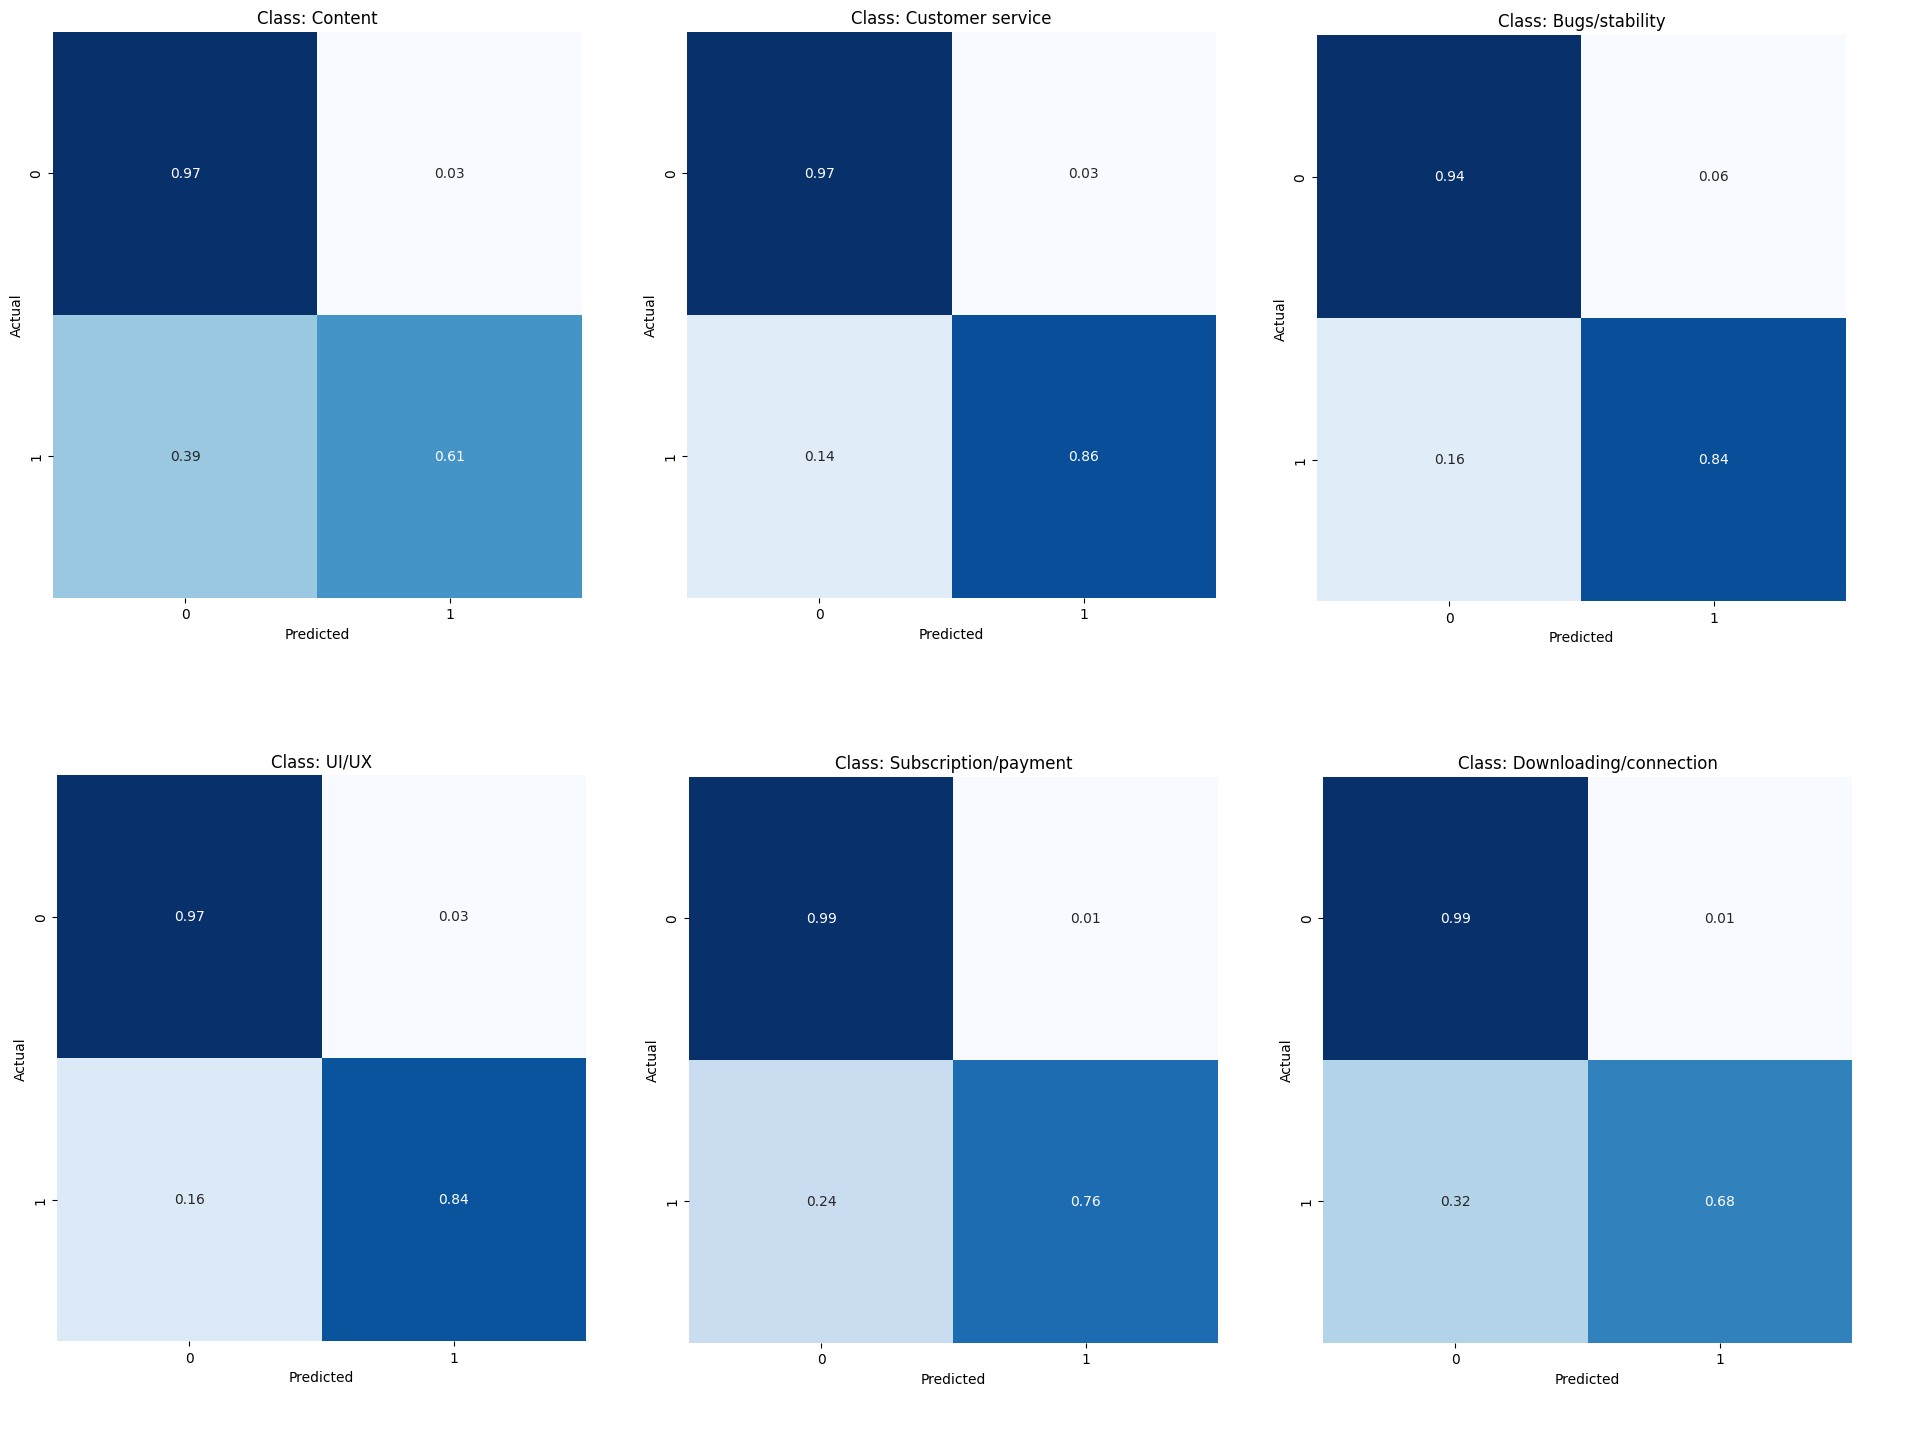 Class: Content
0.97 0.03
0.39 0.61
0
1
Actual
0 1
Predicted
Class: Customer service
0.97 0.03
0.14 0.86
0
1
Actual
0 1
Predicted
Class: Bugs/stability
0.94 0.06
0.16 0.84
0
1
Actual
0 1
Predicted
Class: UI/UX
0.97 0.03
0.16 0.84
0
1
Actual
0 1
Predicted
Class: Subscription/payment
0.99 0.01
0.24 0.76
0
1
Actual
0 1
Predicted
Class: Downloading/connection
0.99 0.01
0.32 0.68
0
1
Actual
0 1
Predicted